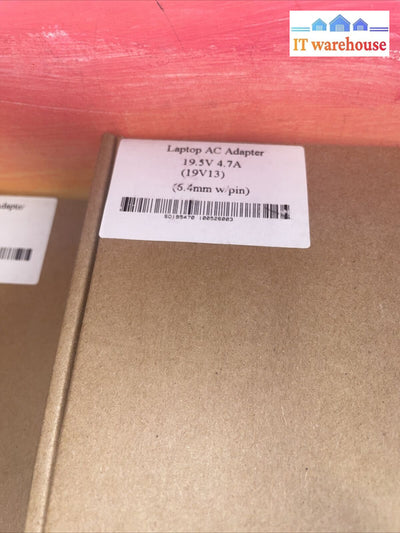 IT warehouse
Laptop AC Adapter
19.5V 4.7A
(19V13)
(6.4mm w/pin)